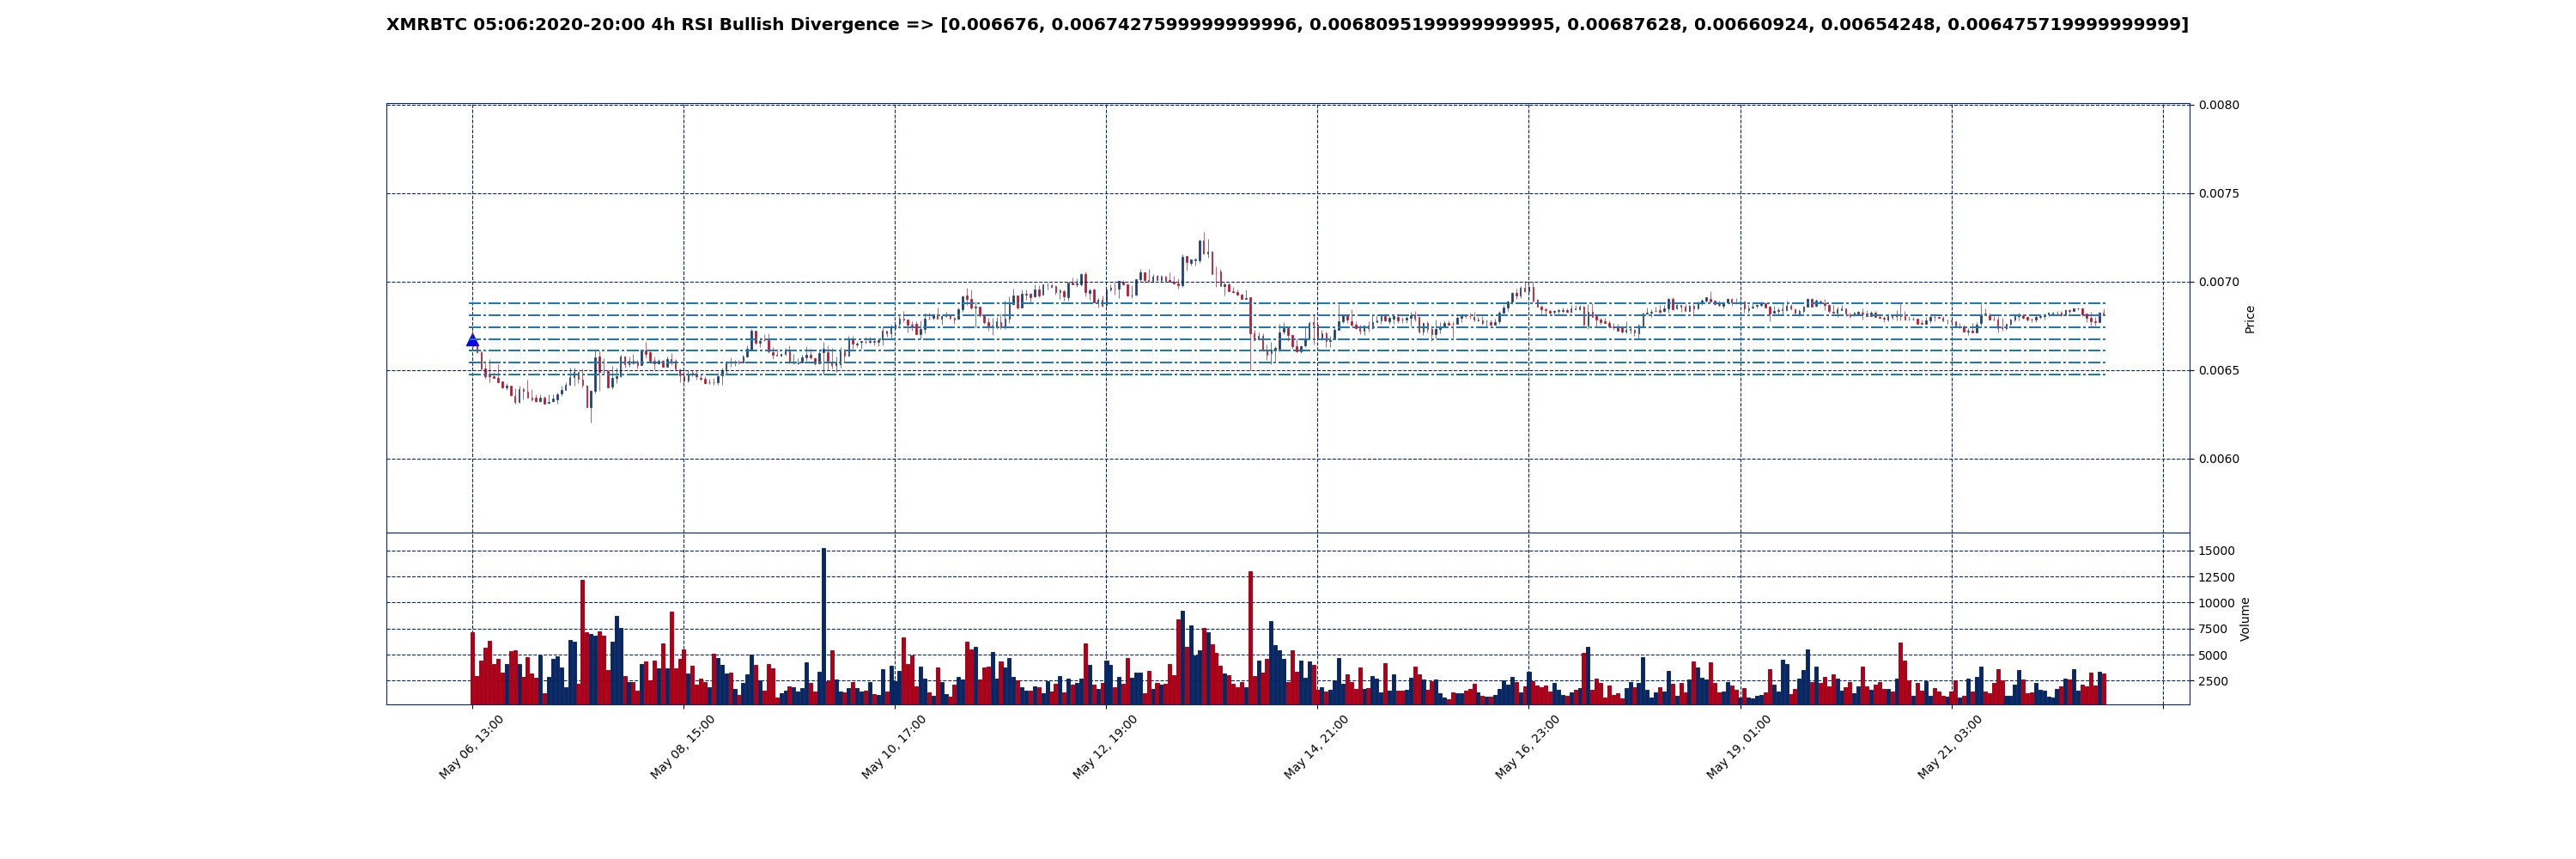 XMRBTC 05:06:2020-20:00 4h RSI Bullish Divergence => [0.006676, 0.0067427599999999996, 0.0068095199999999995, 0.00687628, 0.00660924, 0.00654248, 0.006475719999999999]
0.0080
0.0075
0.0070
0.0065
0.0060
Price
15000
12500
10000
7500
5000
2500
Volume
May 06, 13:00
May 08, 15:00
May 10, 17:00
May 12, 19:00
May 14, 21:00
May 16, 23:00
May 19, 01:00
May 21, 03:00